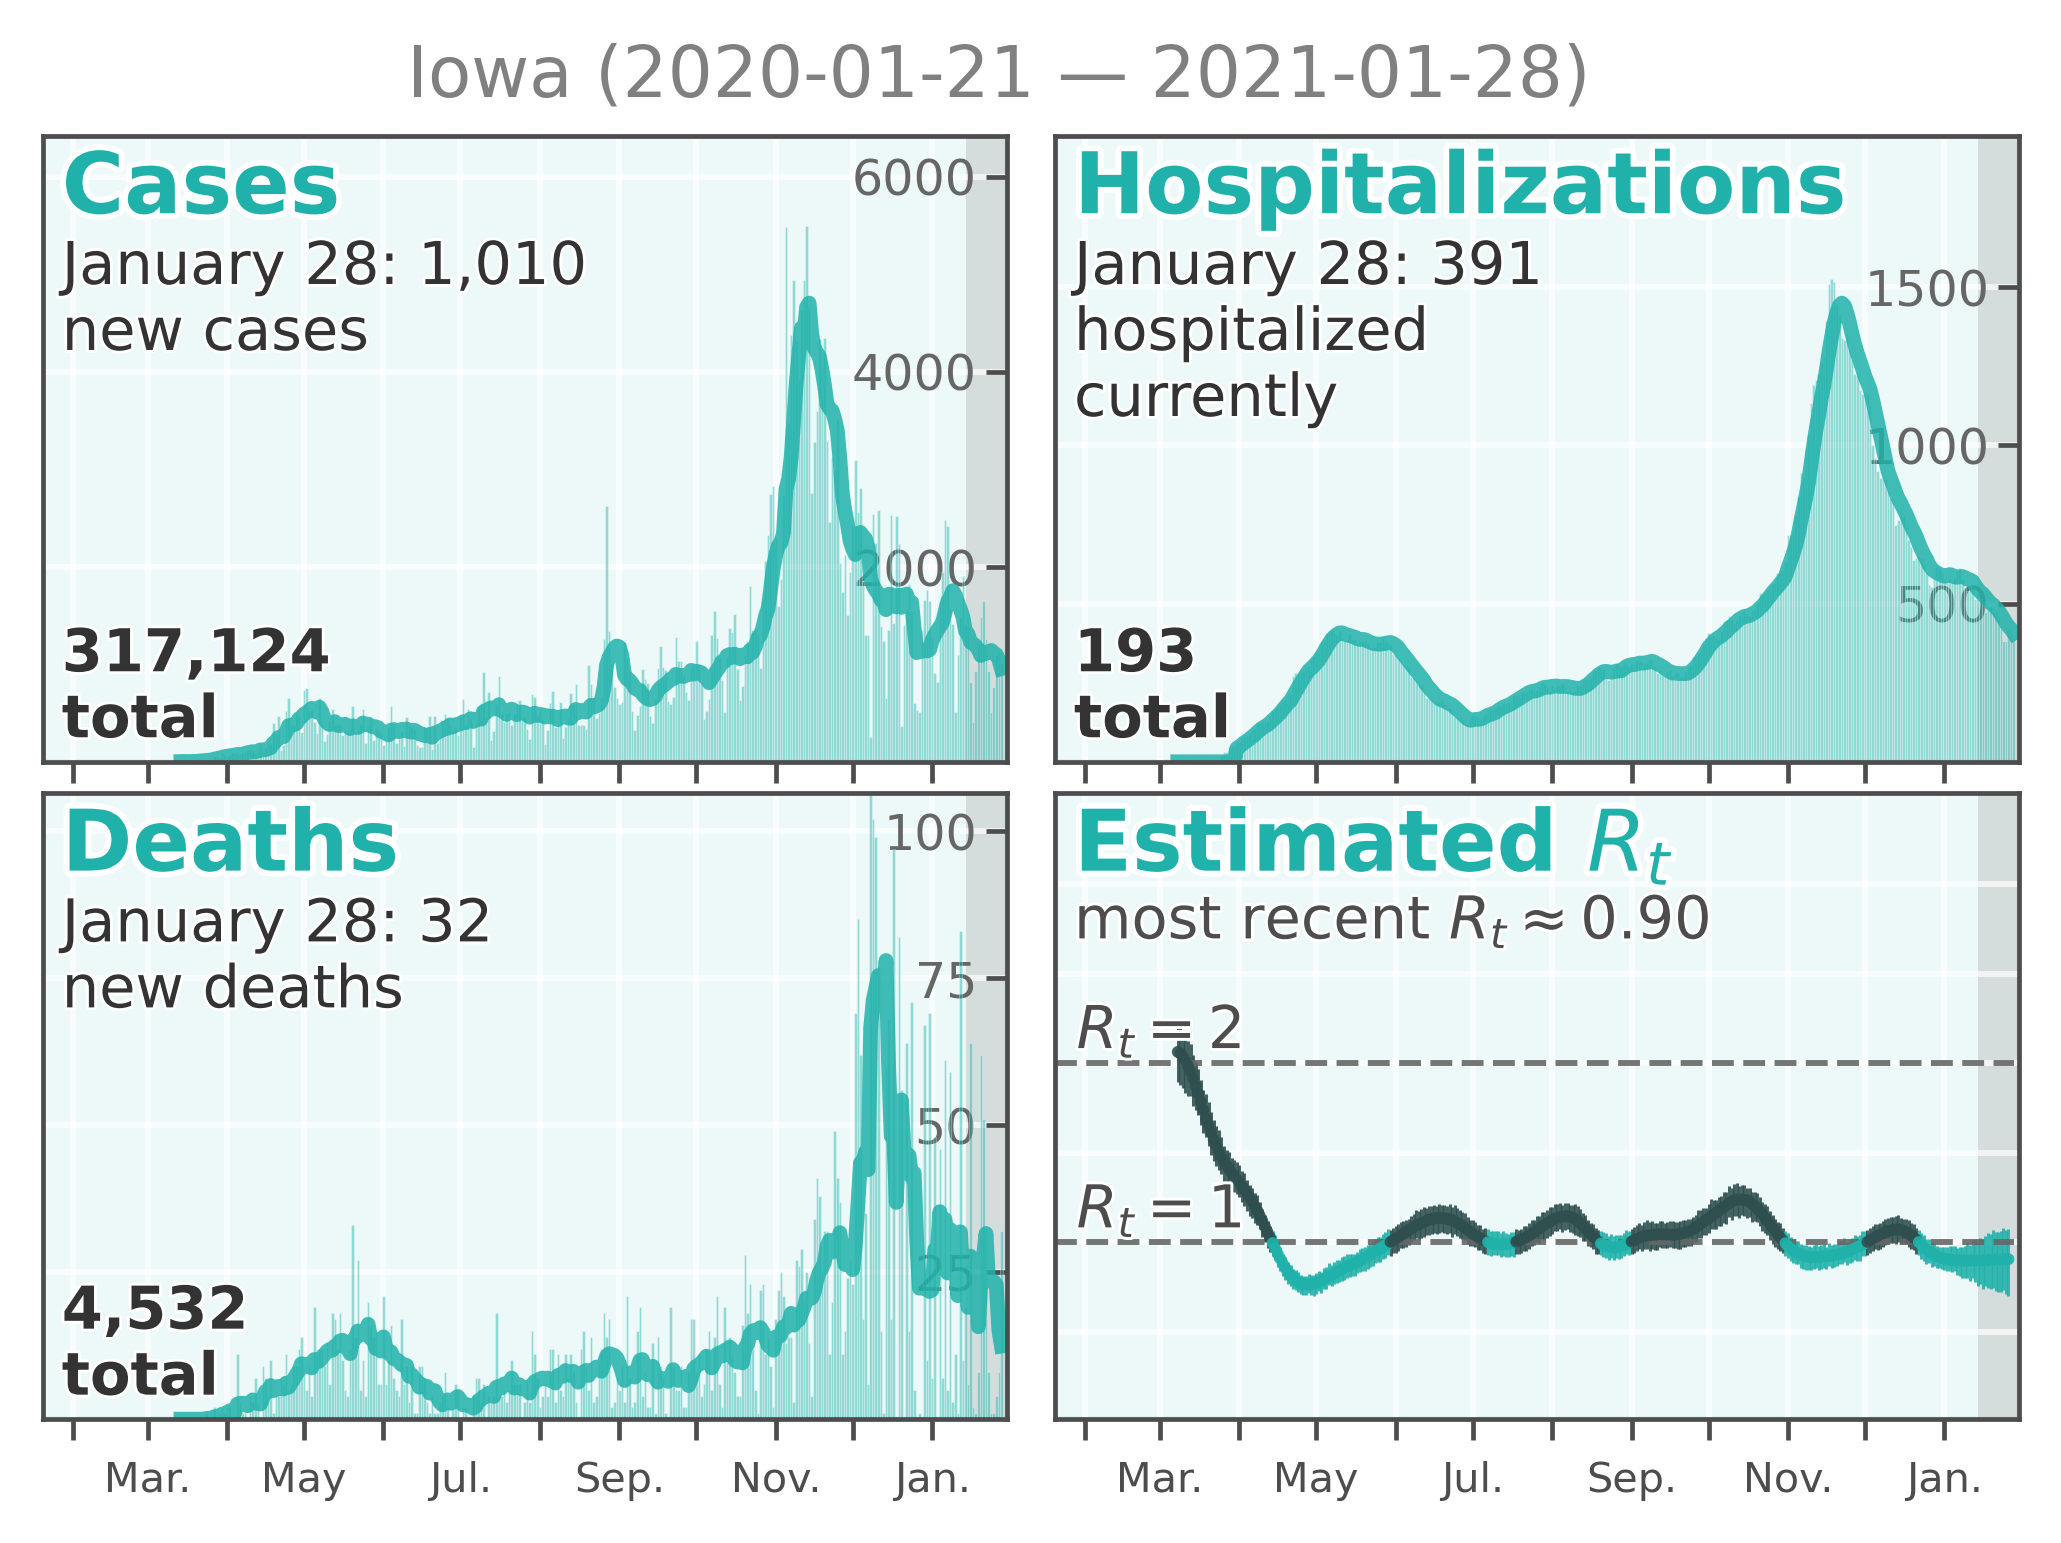 Iowa (2020-01-21 — 2021-01-28)
Cases
January 28: 1,010
new cases
317,124
total
6000
4000
2000
Hospitalizations
January 28: 391
hospitalized
currently
193
total
1500
1000
500
Deaths
January 28: 32
new deaths
4,532
total
100
75
50
25
Mar. May Jul. Sep. Nov. Jan.
Estimated Rₜ
most recent Rₜ ≈ 0.90
Rₜ = 2
Rₜ = 1
Mar. May Jul. Sep. Nov. Jan.